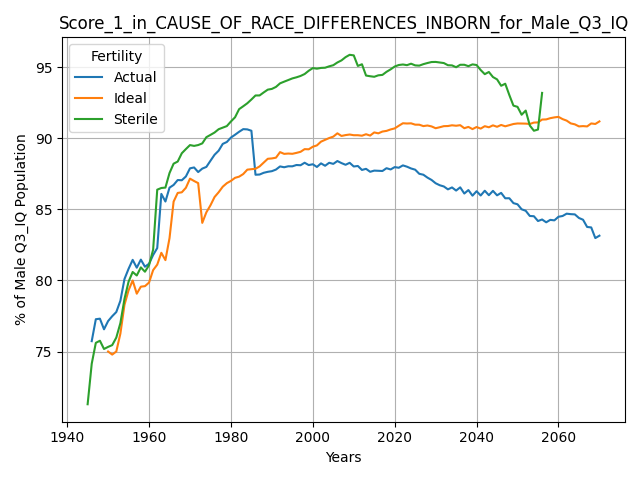 Score_1_in_CAUSE_OF_RACE_DIFFERENCES_INBORN_for_Male_Q3_IQ
Fertility
Actual
Ideal
Sterile
% of Male Q3_IQ Population
95
90
85
80
75
1940
1960
1980
2000
2020
2040
2060
Years